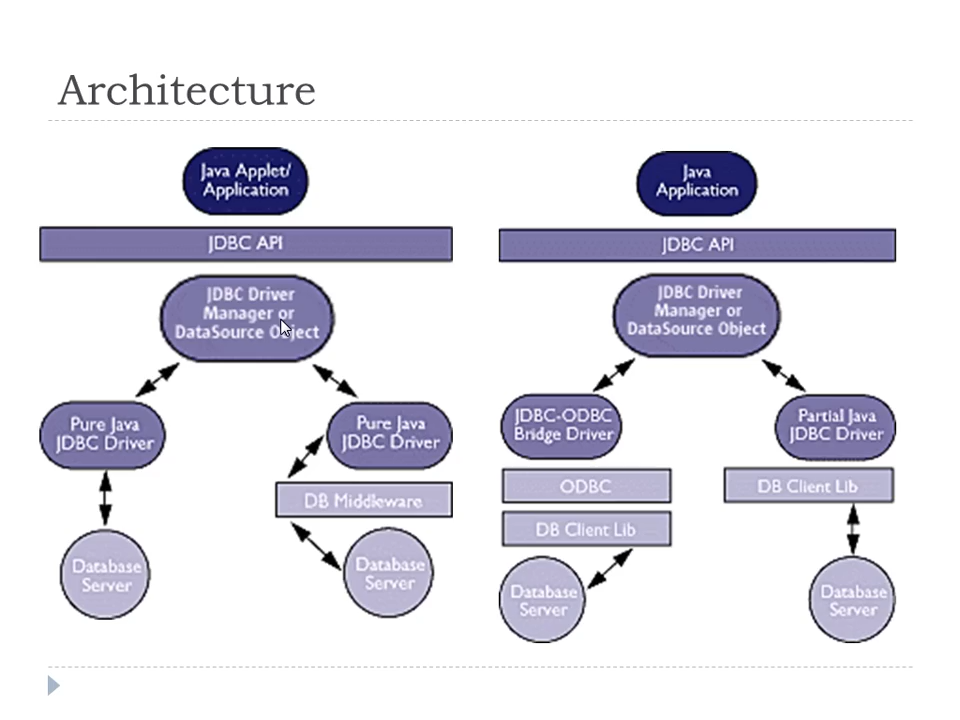 Architecture
Java Applet/
Application
JDBC API
JDBC Driver
Manager or
DataSource Object
Pure Java
JDBC Driver
Database
Server
Pure Java
JDBC Driver
DB Middleware
Database
Server
Java
Application
JDBC API
JDBC Driver
Manager or
DataSource Object
JDBC-ODBC
Bridge Driver
ODBC
DB Client Lib
Database
Server
Partial Java
JDBC Driver
DB Client Lib
Database
Server